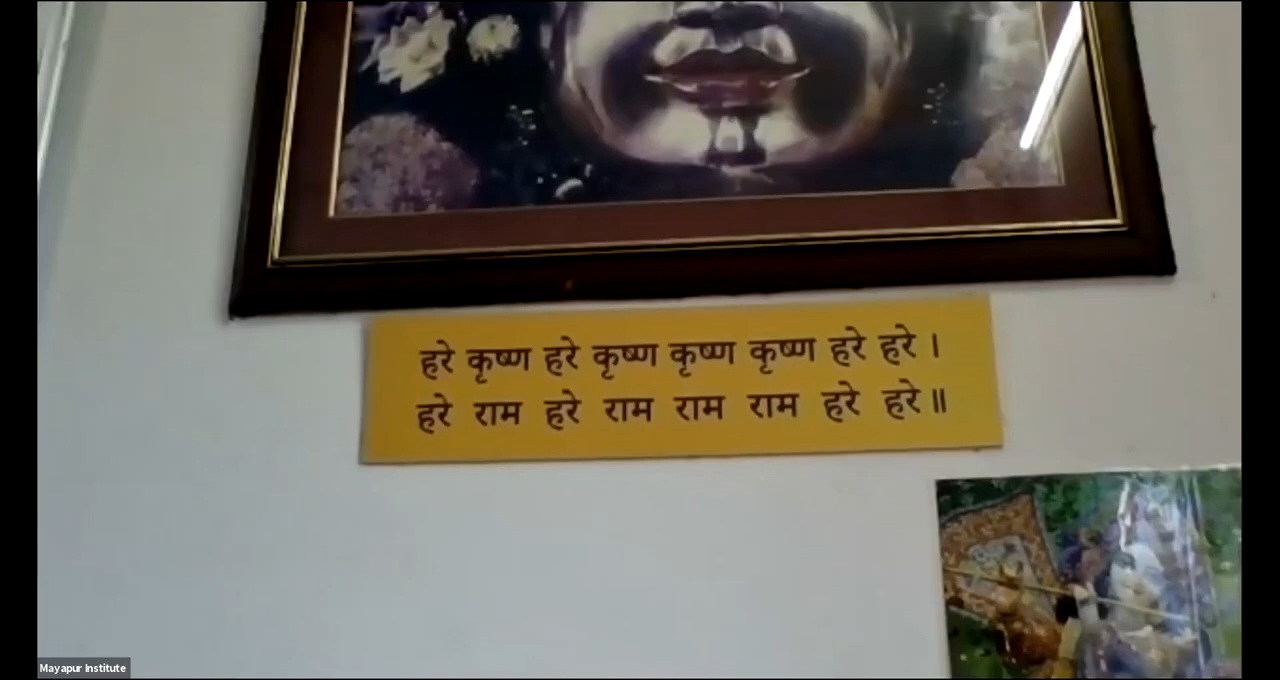 हरे कृष्ण हरे कृष्ण कृष्ण कृष्ण हरे हरे ।
हरे राम हरे राम राम राम हरे हरे ॥
Mayapur Institute